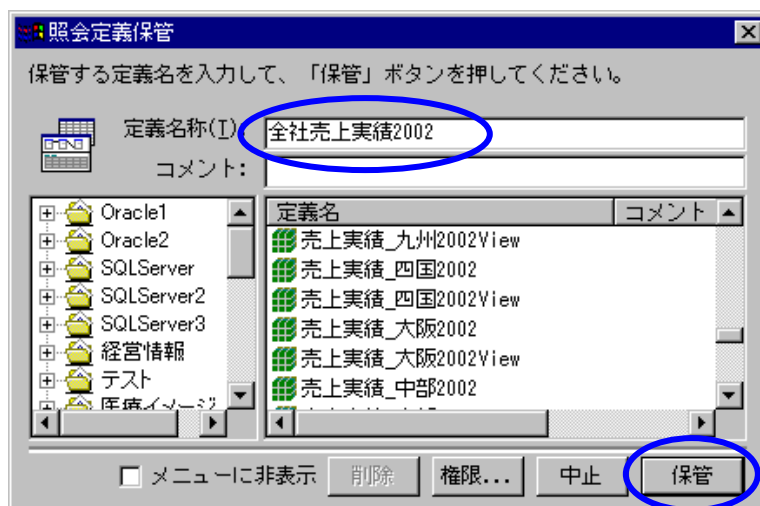 照会定義保管
保管する定義名を入力して、「保管」ボタンを押してください。
定義名称(I): 全社売上実績2002
コメント:
Oracle1
Oracle2
SQLServer
SQLServer2
SQLServer3
経営情報
テスト
医療イメージ
定義名 コメント
売上実績_九州2002View
売上実績_四国2002
売上実績_四国2002View
売上実績_大阪2002
売上実績_大阪2002View
売上実績_中部2002
メニューに非表示 削除 権限... 中止 保管